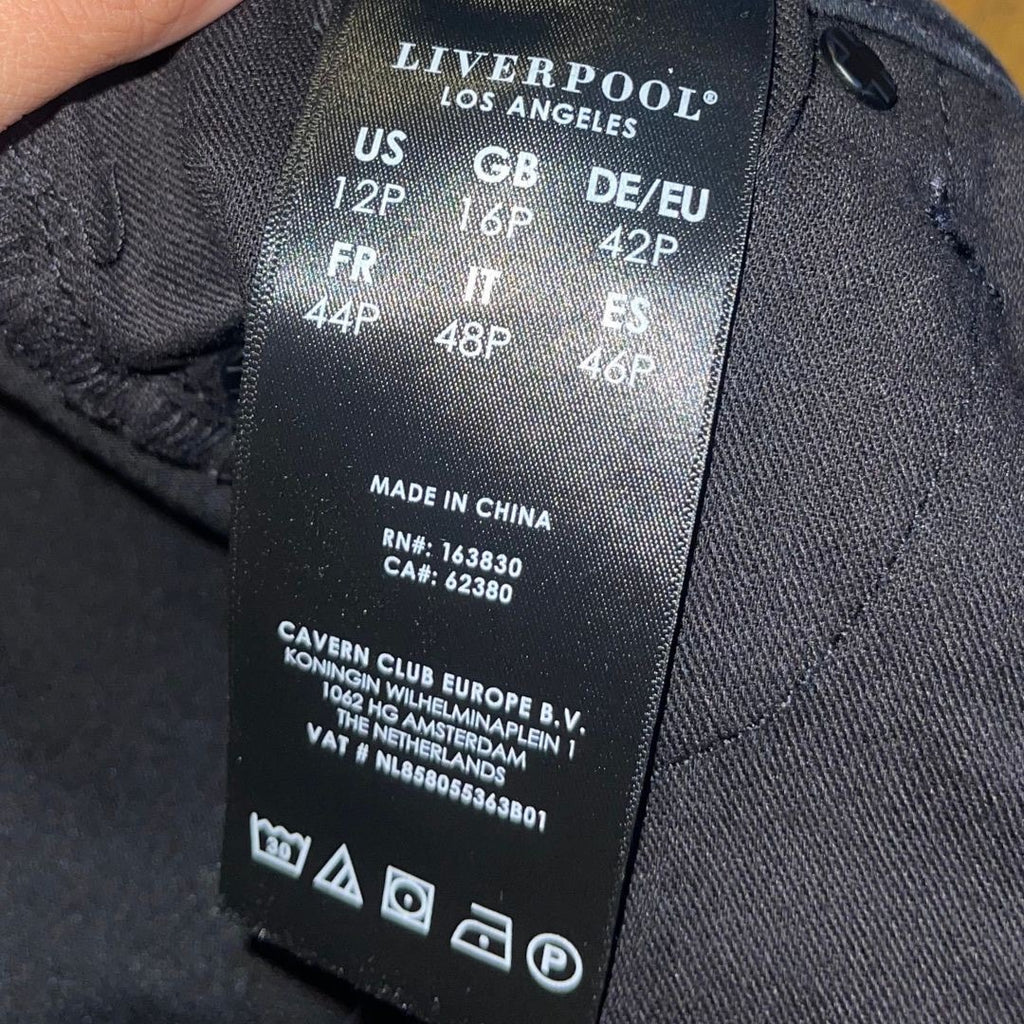 LIVERPOOL®
LOS ANGELES
US GB DE/EU
12P 16P 42P
FR IT ES
44P 48P 46P
MADE IN CHINA
RN#: 163830
CA#: 62380
CAVERN CLUB EUROPE B.V.
KONINGIN WILHELMINAPLEIN 1
1062 HG AMSTERDAM
THE NETHERLANDS
VAT # NL858055363B01
30
P